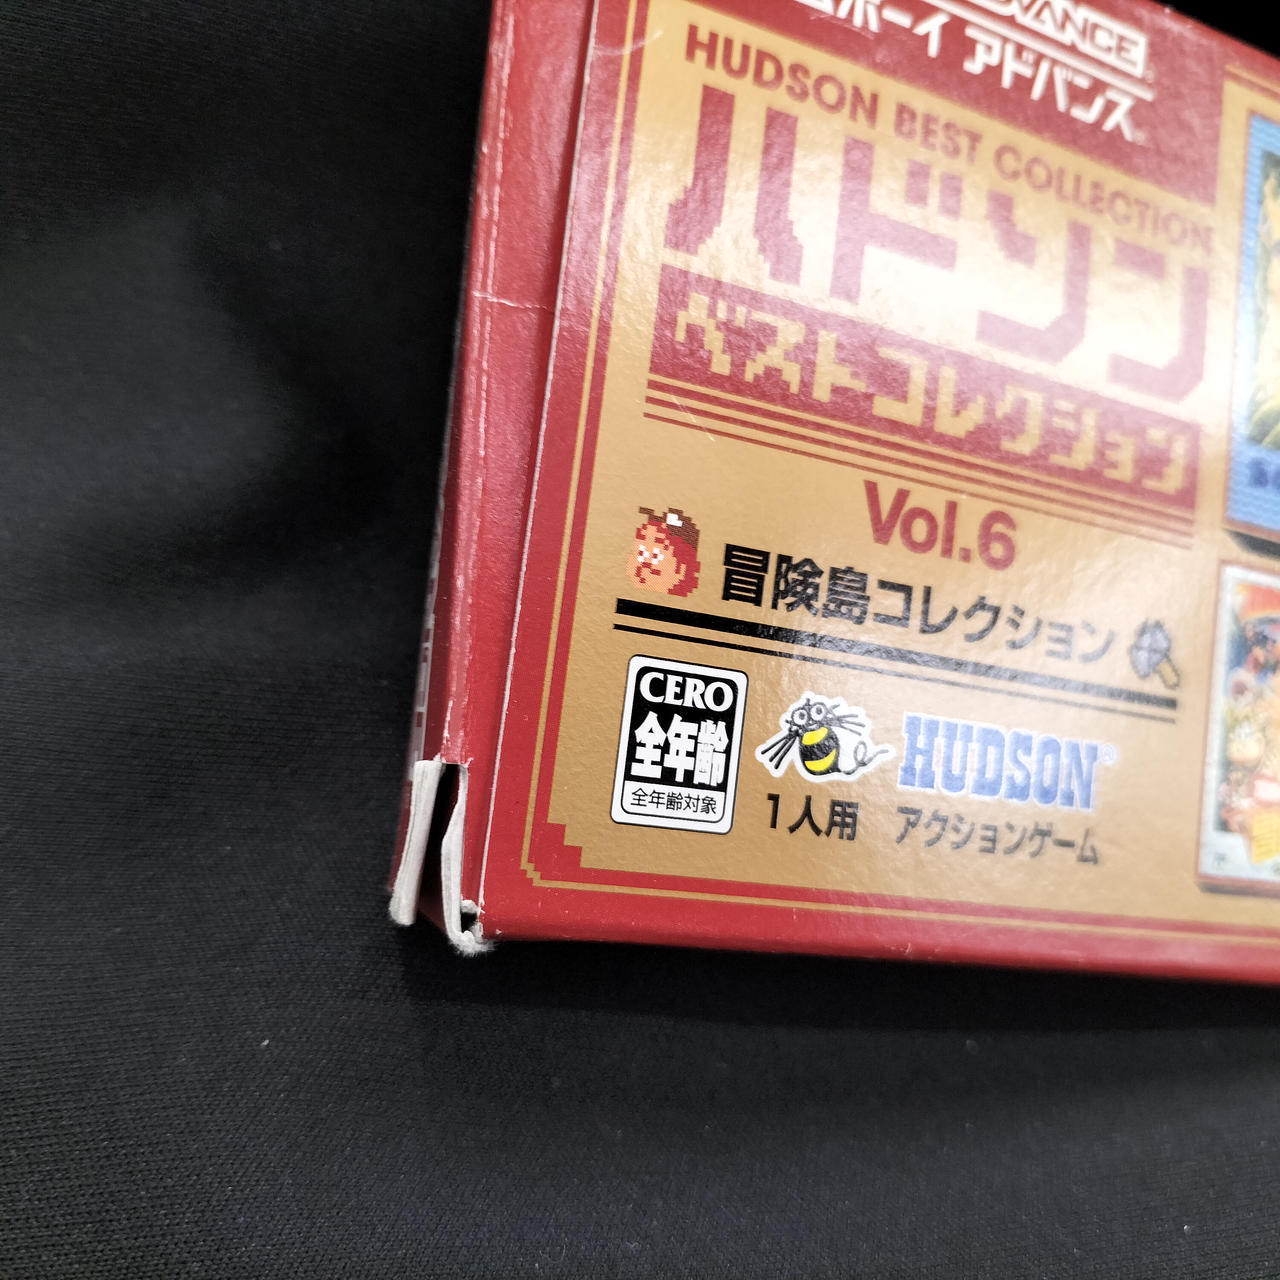 ADVANCE
ボーイ アドバンス
HUDSON BEST COLLECTION
ハドソン
ベストコレクション
Vol.6
冒険島コレクション
CERO
全年齢
全年齢対象
HUDSON®
1人用 アクションゲーム